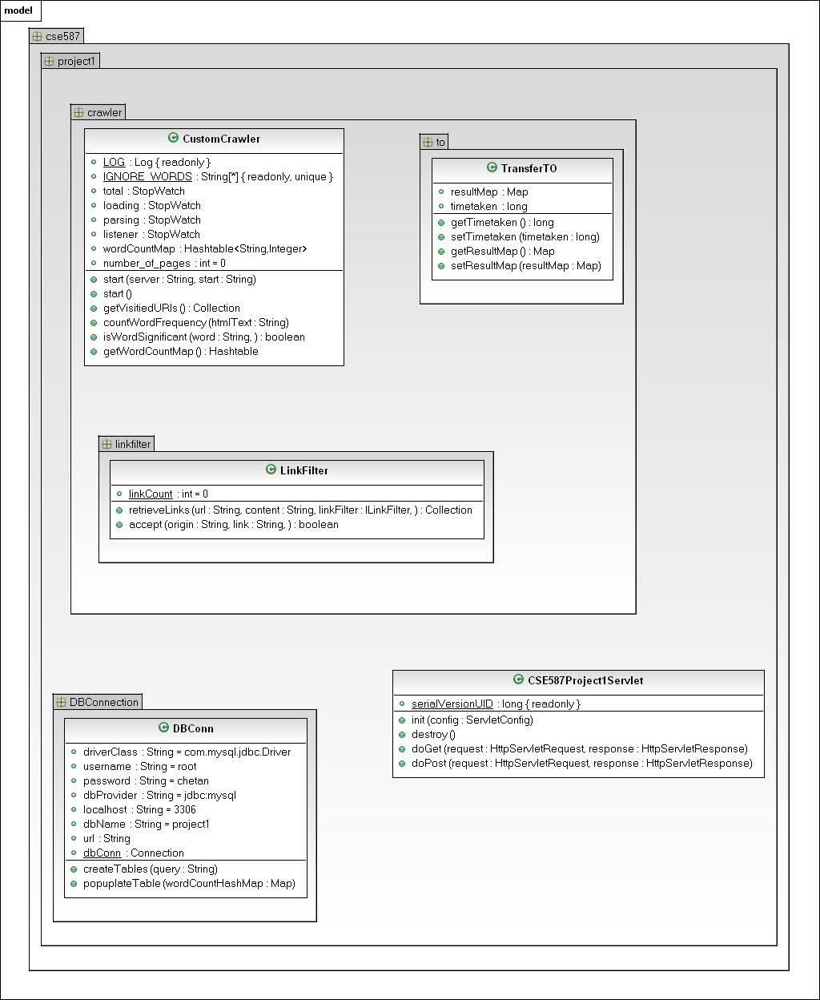 model
cse587
project1
crawler
CustomCrawler
LOG : Log { readonly }
IGNORE_WORDS : String[*] { readonly, unique }
total : StopWatch
loading : StopWatch
parsing : StopWatch
listener : StopWatch
wordCountMap : Hashtable<String,Integer>
number_of_pages : int = 0
start (server : String, start : String)
start ()
getVisitiedURIs () : Collection
countWordFrequency (htmlText : String)
isWordSignificant (word : String, ) : boolean
getWordCountMap () : Hashtable
to
TransferTO
resultMap : Map
timetaken : long
getTimetaken () : long
setTimetaken (timetaken : long)
getResultMap () : Map
setResultMap (resultMap : Map)
linkfilter
LinkFilter
linkCount : int = 0
retrieveLinks (url : String, content : String, linkFilter : ILinkFilter, ) : Collection
accept (origin : String, link : String, ) : boolean
DBConnection
DBConn
driverClass : String = com.mysql.jdbc.Driver
username : String = root
password : String = chetan
dbProvider : String = jdbc:mysql
localhost : String = 3306
dbName : String = project1
url : String
dbConn : Connection
createTables (query : String)
popuplateTable (wordCountHashMap : Map)
CSE587Project1Servlet
serialVersionUID : long { readonly }
init (config : ServletConfig)
destroy ()
doGet (request : HttpServletRequest, response : HttpServletResponse)
doPost (request : HttpServletRequest, response : HttpServletResponse)